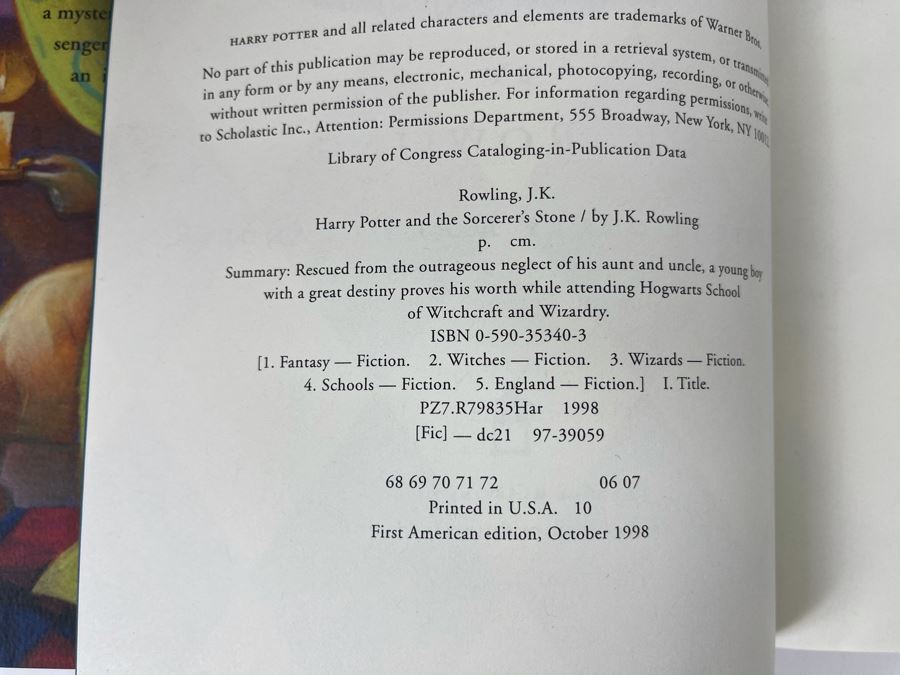 a myste
senger
an i
HARRY POTTER and all related characters and elements are trademarks of Warner Bros.
No part of this publication may be reproduced, or stored in a retrieval system, or transmitted
in any form or by any means, electronic, mechanical, photocopying, recording, or otherwise,
without written permission of the publisher. For information regarding permissions, write
to Scholastic Inc., Attention: Permissions Department, 555 Broadway, New York, NY 10012.
Library of Congress Cataloging-in-Publication Data
Rowling, J.K.
Harry Potter and the Sorcerer's Stone / by J.K. Rowling
p. cm.
Summary: Rescued from the outrageous neglect of his aunt and uncle, a young boy
with a great destiny proves his worth while attending Hogwarts School
of Witchcraft and Wizardry.
ISBN 0-590-35340-3
[1. Fantasy — Fiction. 2. Witches — Fiction. 3. Wizards — Fiction.
4. Schools — Fiction. 5. England — Fiction.] I. Title.
PZ7.R79835Har 1998
[Fic] — dc21 97-39059
68 69 70 71 72 06 07
Printed in U.S.A. 10
First American edition, October 1998